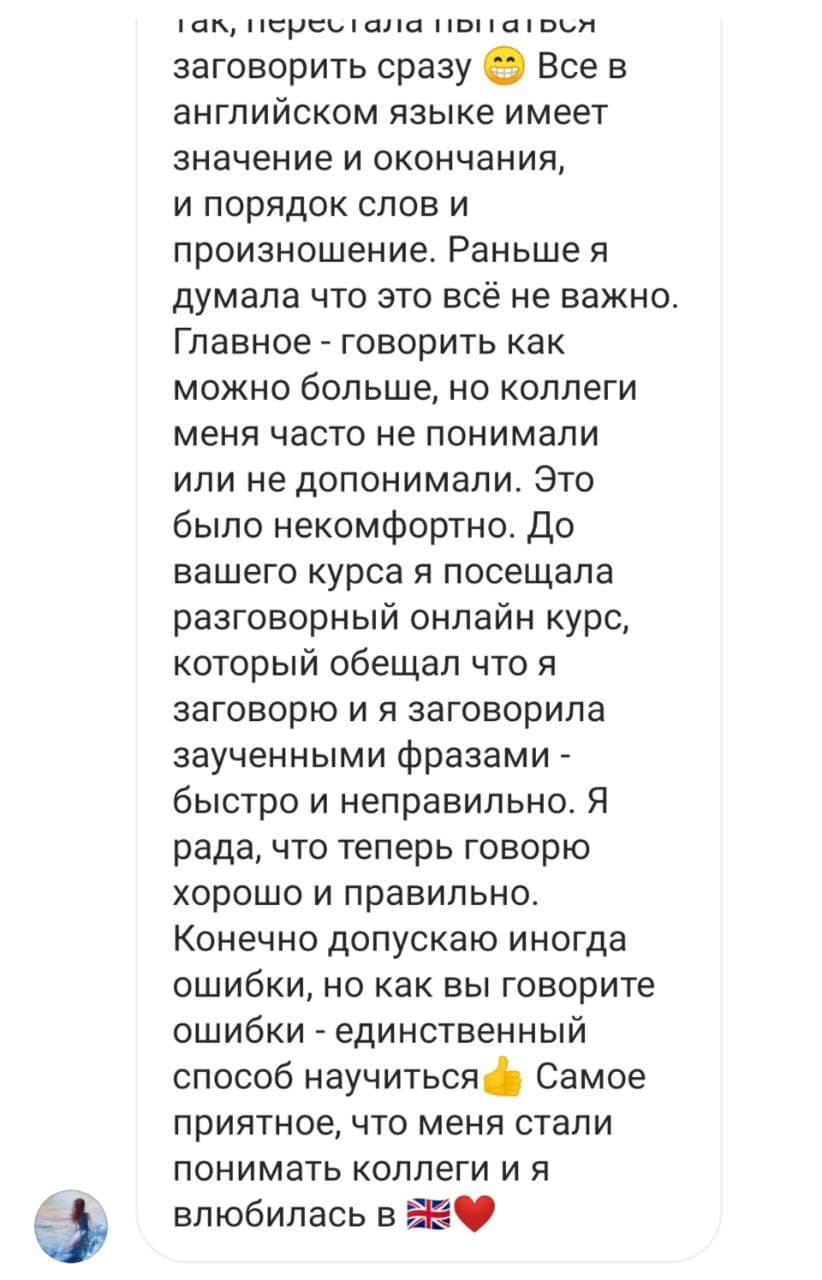 так, перестала пытаться
заговорить сразу 😁 Все в
английском языке имеет
значение и окончания,
и порядок слов и
произношение. Раньше я
думала что это всё не важно.
Главное - говорить как
можно больше, но коллеги
меня часто не понимали
или не допонимали. Это
было некомфортно. До
вашего курса я посещала
разговорный онлайн курс,
который обещал что я
заговорю и я заговорила
заученными фразами -
быстро и неправильно. Я
рада, что теперь говорю
хорошо и правильно.
Конечно допускаю иногда
ошибки, но как вы говорите
ошибки - единственный
способ научиться👍 Самое
приятное, что меня стали
понимать коллеги и я
влюбилась в 🇬🇧❤️